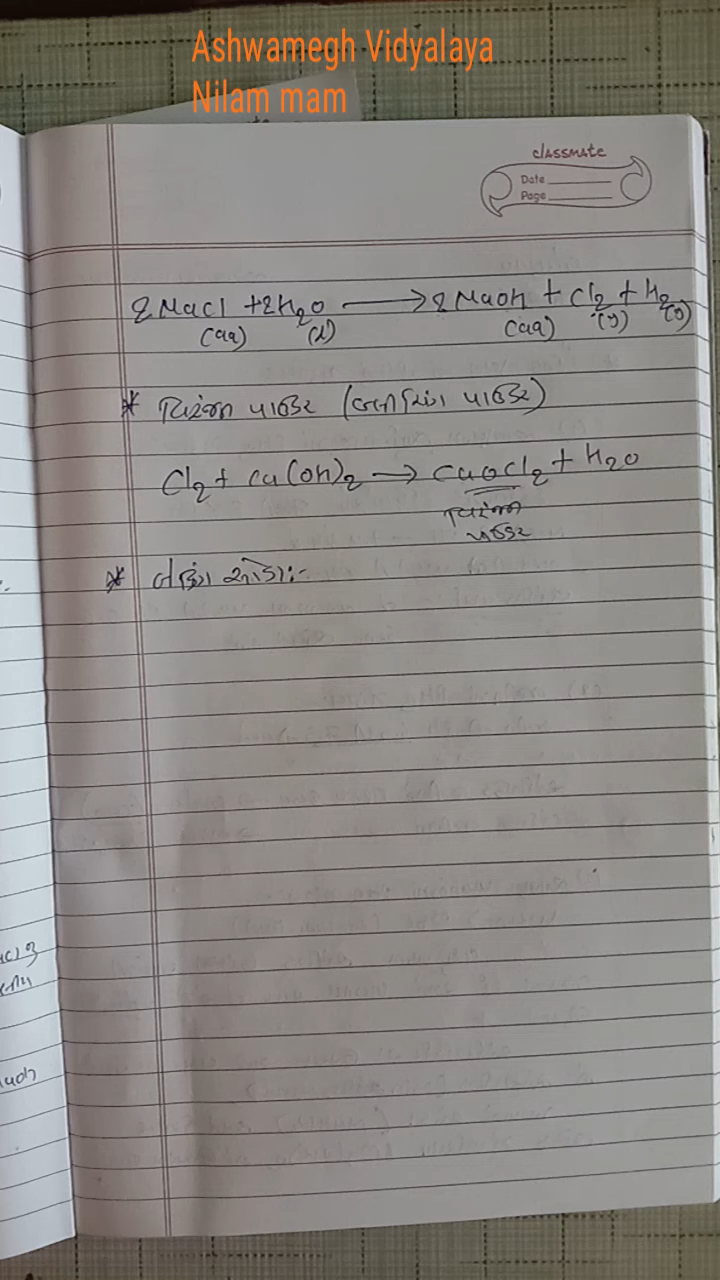 Ashwamegh Vidyalaya
Nilam mam
classmate
Date
Page
2NaCl + 2H₂O ⟶ 2NaOH + Cl₂ + H₂
(aq) (l) (aq) (g) (g)
* વિરંજન પાઉડર (બ્લીચિંગ પાઉડર)
Cl₂ + Ca(OH)₂ → CaOCl₂ + H₂O
વિરંજન
પાઉડર
* બેકિંગ સોડા:-